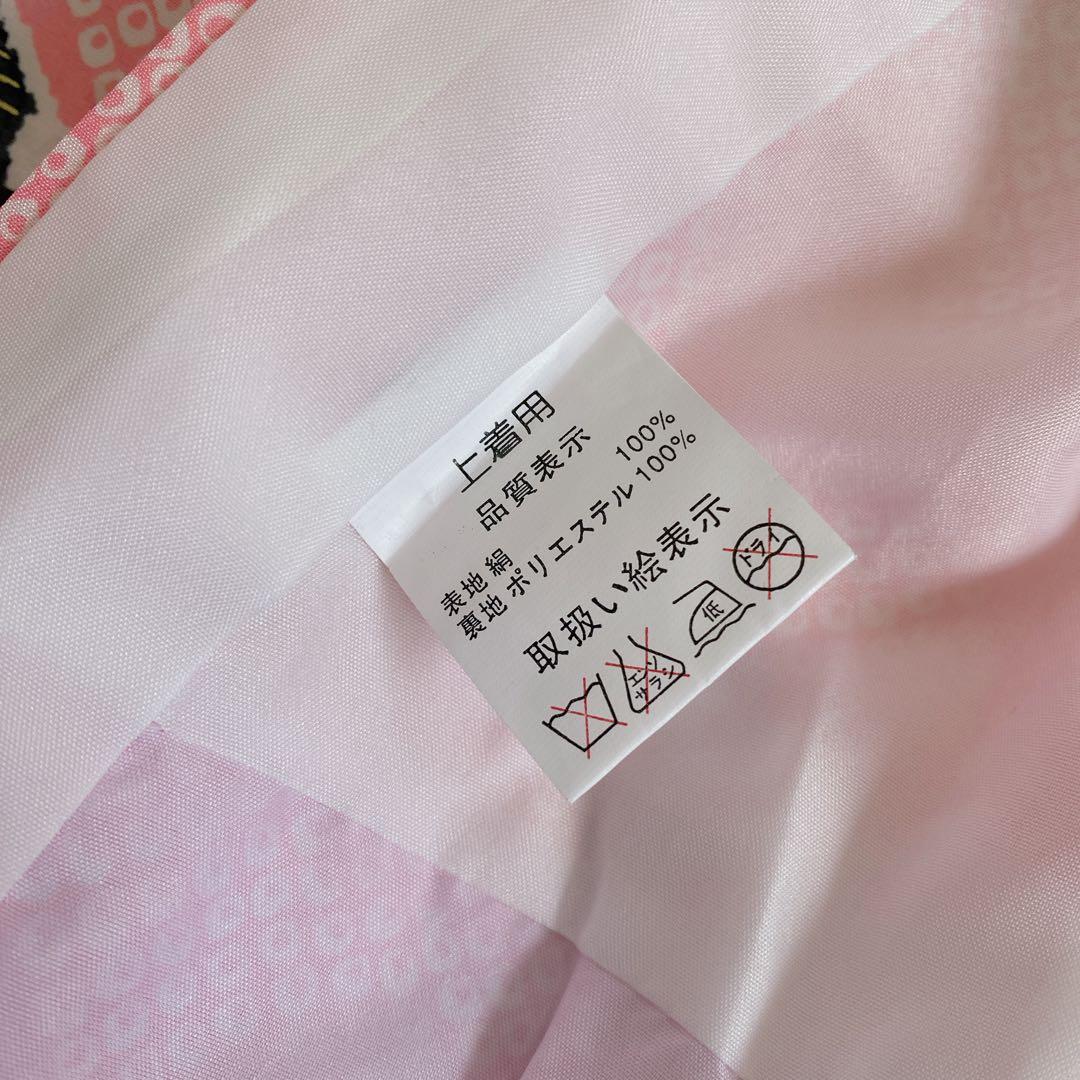 上着用
品質表示
表地 絹 100%
裏地 ポリエステル 100%
取扱い絵表示
エンソ
サラシ
低
ドライ